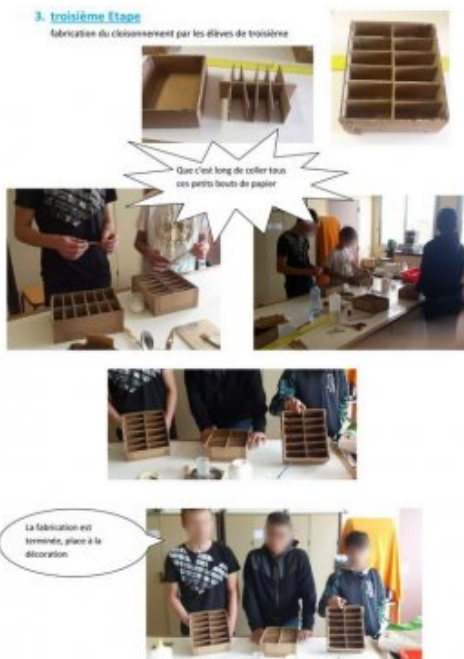 3. troisième Etape
fabrication du cloisonnement par les élèves de troisième
Que c'est long de coller tous
ces petits bouts de papier
La fabrication est
terminée, place à la
décoration